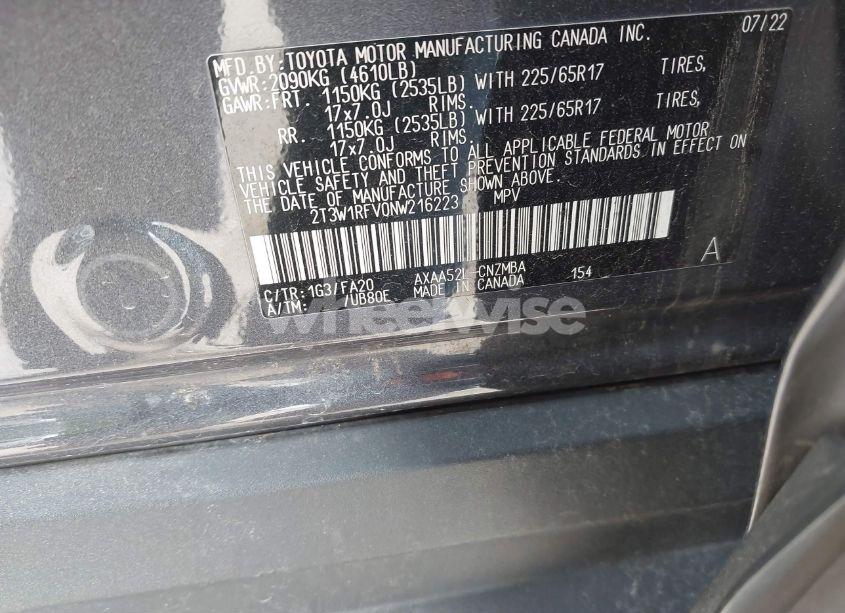 MFD.BY:TOYOTA MOTOR MANUFACTURING CANADA INC. 07/22
GVWR:2090KG (4610LB)
GAWR:FRT. 1150KG (2535LB) WITH 225/65R17 TIRES,
17x7.0J RIMS.
RR. 1150KG (2535LB) WITH 225/65R17 TIRES,
17x7.0J RIMS.
THIS VEHICLE CONFORMS TO ALL APPLICABLE FEDERAL MOTOR
VEHICLE SAFETY AND THEFT PREVENTION STANDARDS IN EFFECT ON
THE DATE OF MANUFACTURE SHOWN ABOVE.
2T3W1RFV0NW216223 MPV
A
C/TR:1G3/FA20 AXAA52L-CNZMBA 154
A/TM: /UB80E MADE IN CANADA
wheelwise